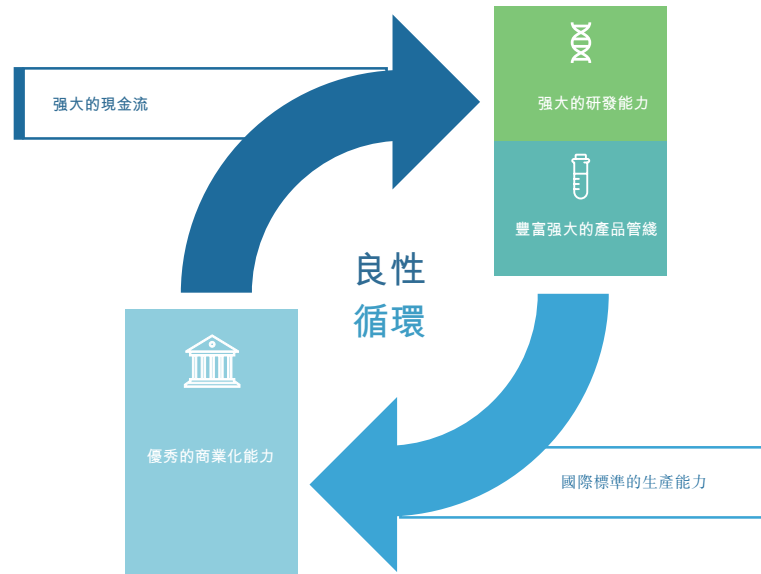 强大的現金流
强大的研發能力
豐富强大的產品管綫
良性
循環
優秀的商業化能力
國際標準的生產能力